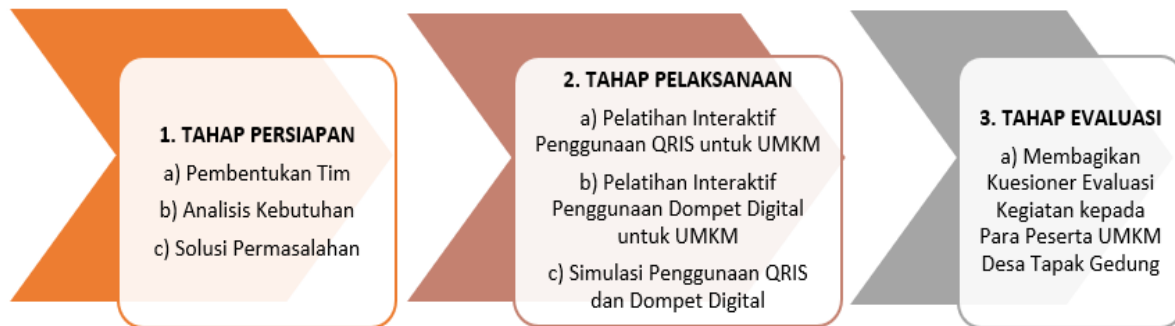 1. TAHAP PERSIAPAN
a) Pembentukan Tim
b) Analisis Kebutuhan
c) Solusi Permasalahan
2. TAHAP PELAKSANAAN
a) Pelatihan Interaktif
Penggunaan QRIS untuk UMKM
b) Pelatihan Interaktif
Penggunaan Dompet Digital
untuk UMKM
c) Simulasi Penggunaan QRIS
dan Dompet Digital
3. TAHAP EVALUASI
a) Membagikan
Kuesioner Evaluasi
Kegiatan kepada
Para Peserta UMKM
Desa Tapak Gedung